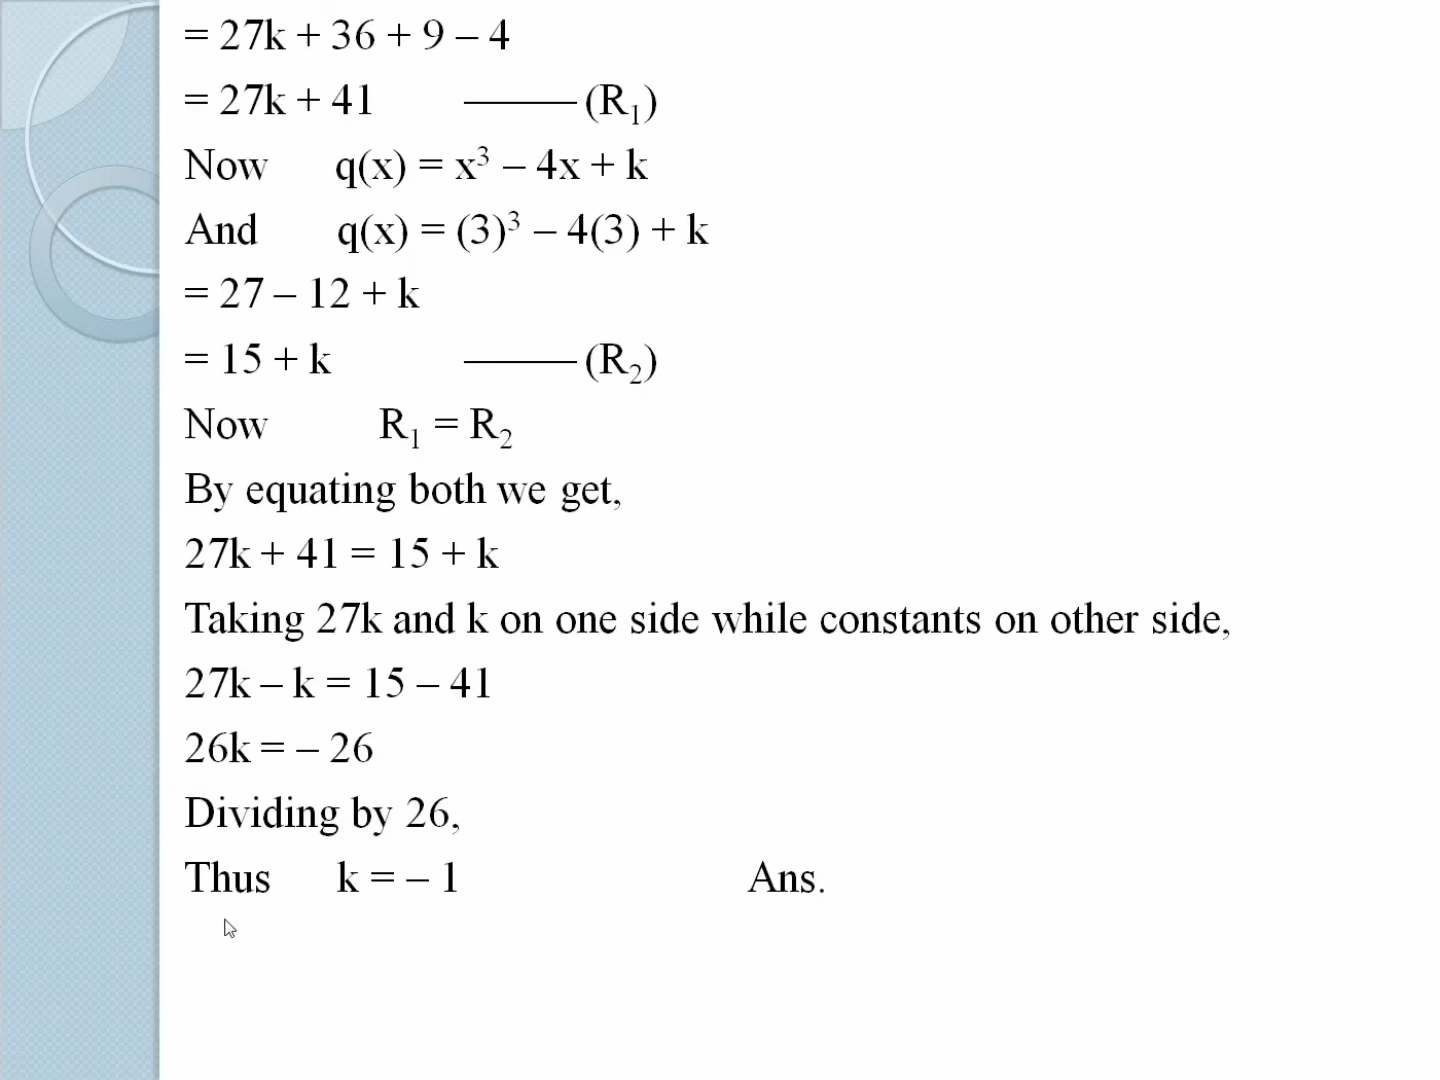 = 27k + 36 + 9 – 4
= 27k + 41 ——— (R₁)
Now q(x) = x³ – 4x + k
And q(x) = (3)³ – 4(3) + k
= 27 – 12 + k
= 15 + k ——— (R₂)
Now R₁ = R₂
By equating both we get,
27k + 41 = 15 + k
Taking 27k and k on one side while constants on other side,
27k – k = 15 – 41
26k = – 26
Dividing by 26,
Thus k = – 1 Ans.